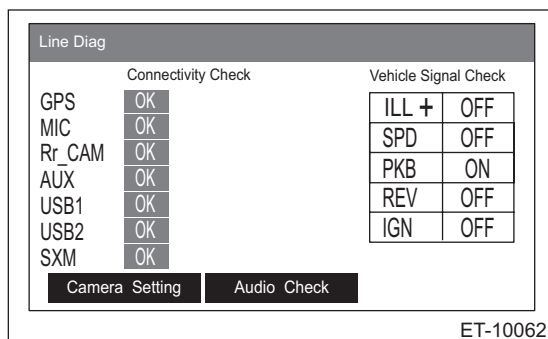 Line Diag
Connectivity Check
Vehicle Signal Check
GPS OK
MIC OK
Rr_CAM OK
AUX OK
USB1 OK
USB2 OK
SXM OK
ILL + OFF
SPD OFF
PKB ON
REV OFF
IGN OFF
Camera Setting
Audio Check
ET-10062